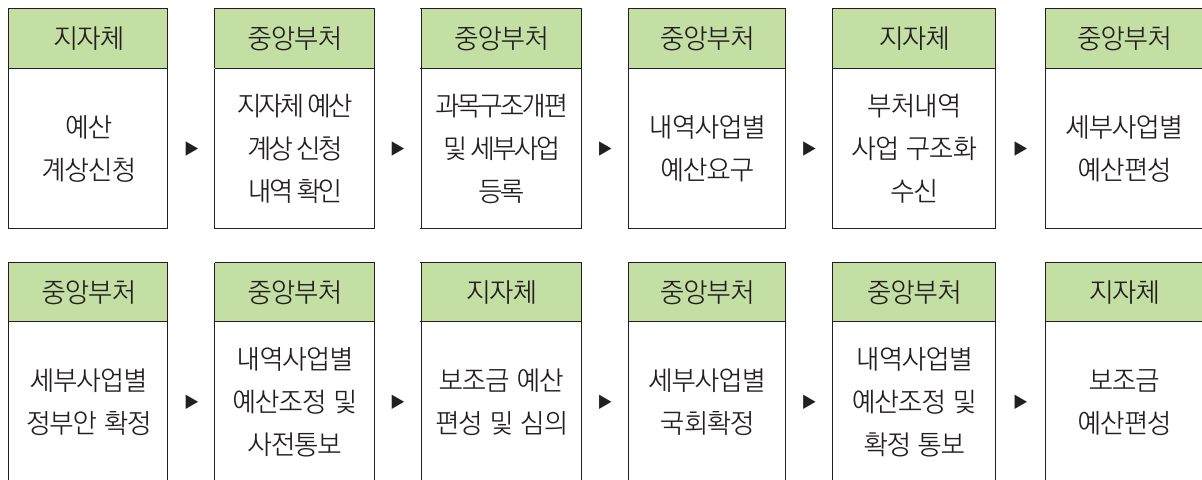 지자체
예산
계상신청
▶
중앙부처
지자체 예산
계상 신청
내역 확인
▶
중앙부처
과목구조개편
및 세부사업
등록
▶
중앙부처
내역사업별
예산요구
▶
지자체
부처내역
사업 구조화
수신
▶
중앙부처
세부사업별
예산편성
중앙부처
세부사업별
정부안 확정
▶
중앙부처
내역사업별
예산조정 및
사전통보
▶
지자체
보조금 예산
편성 및 심의
▶
중앙부처
세부사업별
국회확정
▶
중앙부처
내역사업별
예산조정 및
확정 통보
▶
지자체
보조금
예산편성